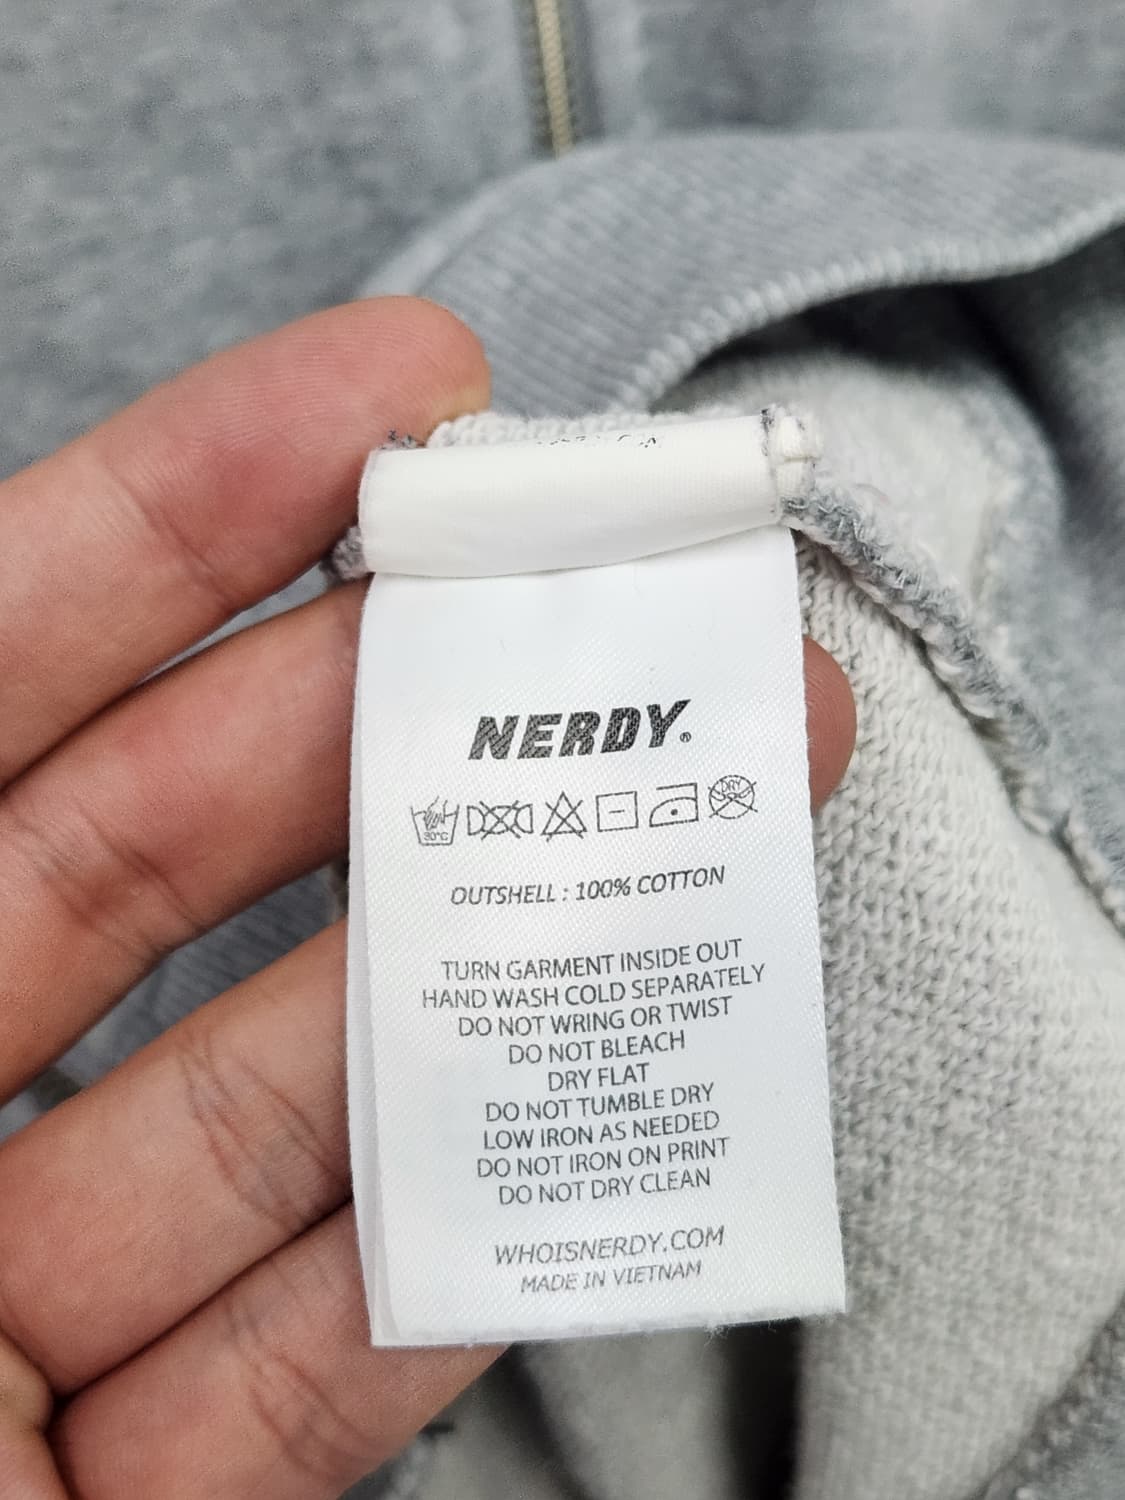 NERDY.®
30°C
DRY
OUTSHELL : 100% COTTON
TURN GARMENT INSIDE OUT
HAND WASH COLD SEPARATELY
DO NOT WRING OR TWIST
DO NOT BLEACH
DRY FLAT
DO NOT TUMBLE DRY
LOW IRON AS NEEDED
DO NOT IRON ON PRINT
DO NOT DRY CLEAN
WHOISNERDY.COM
MADE IN VIETNAM